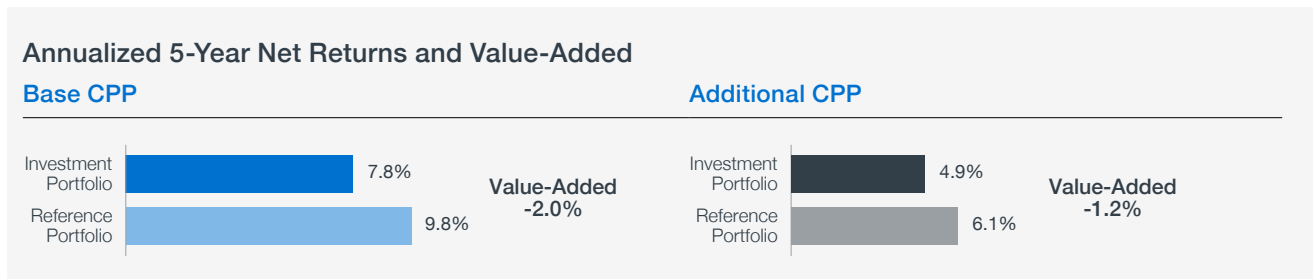 Annualized 5-Year Net Returns and Value-Added
Base CPP
Investment
Portfolio
7.8%
Reference
Portfolio
9.8%
Value-Added
-2.0%
Additional CPP
Investment
Portfolio
4.9%
Reference
Portfolio
6.1%
Value-Added
-1.2%